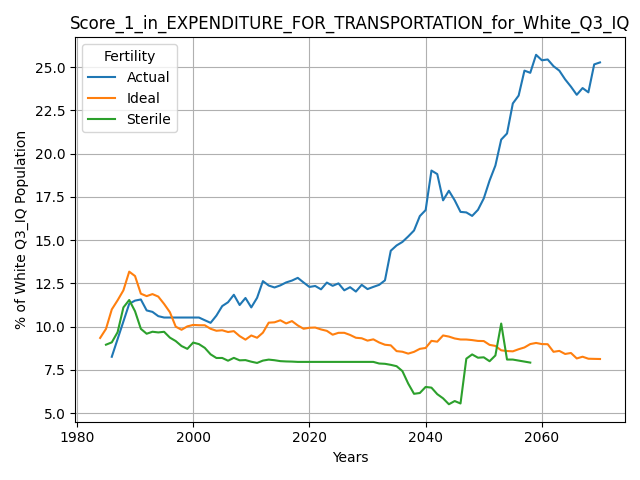 Score_1_in_EXPENDITURE_FOR_TRANSPORTATION_for_White_Q3_IQ
Fertility
Actual
Ideal
Sterile
% of White Q3_IQ Population
25.0
22.5
20.0
17.5
15.0
12.5
10.0
7.5
5.0
1980
2000
2020
2040
2060
Years